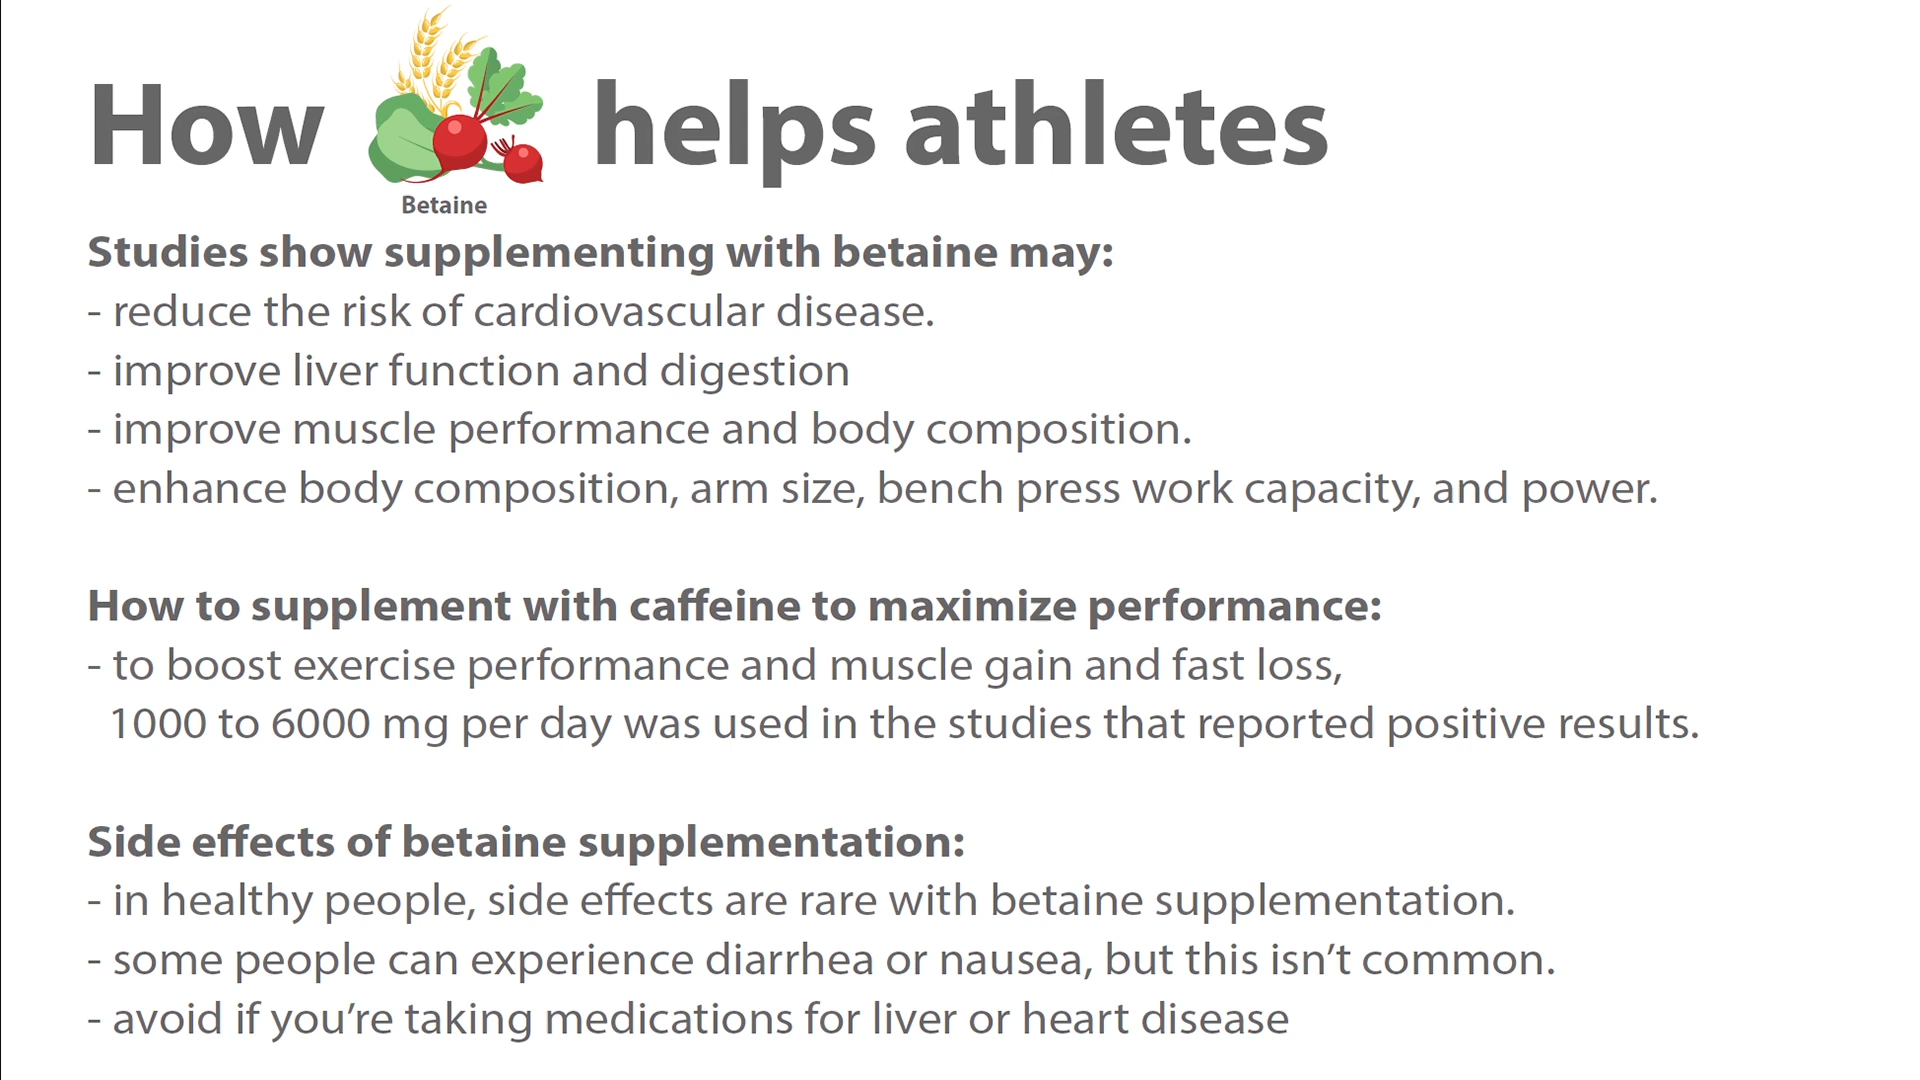 How helps athletes
Betaine
Studies show supplementing with betaine may:
- reduce the risk of cardiovascular disease.
- improve liver function and digestion
- improve muscle performance and body composition.
- enhance body composition, arm size, bench press work capacity, and power.
How to supplement with caffeine to maximize performance:
- to boost exercise performance and muscle gain and fast loss,
1000 to 6000 mg per day was used in the studies that reported positive results.
Side effects of betaine supplementation:
- in healthy people, side effects are rare with betaine supplementation.
- some people can experience diarrhea or nausea, but this isn’t common.
- avoid if you’re taking medications for liver or heart disease